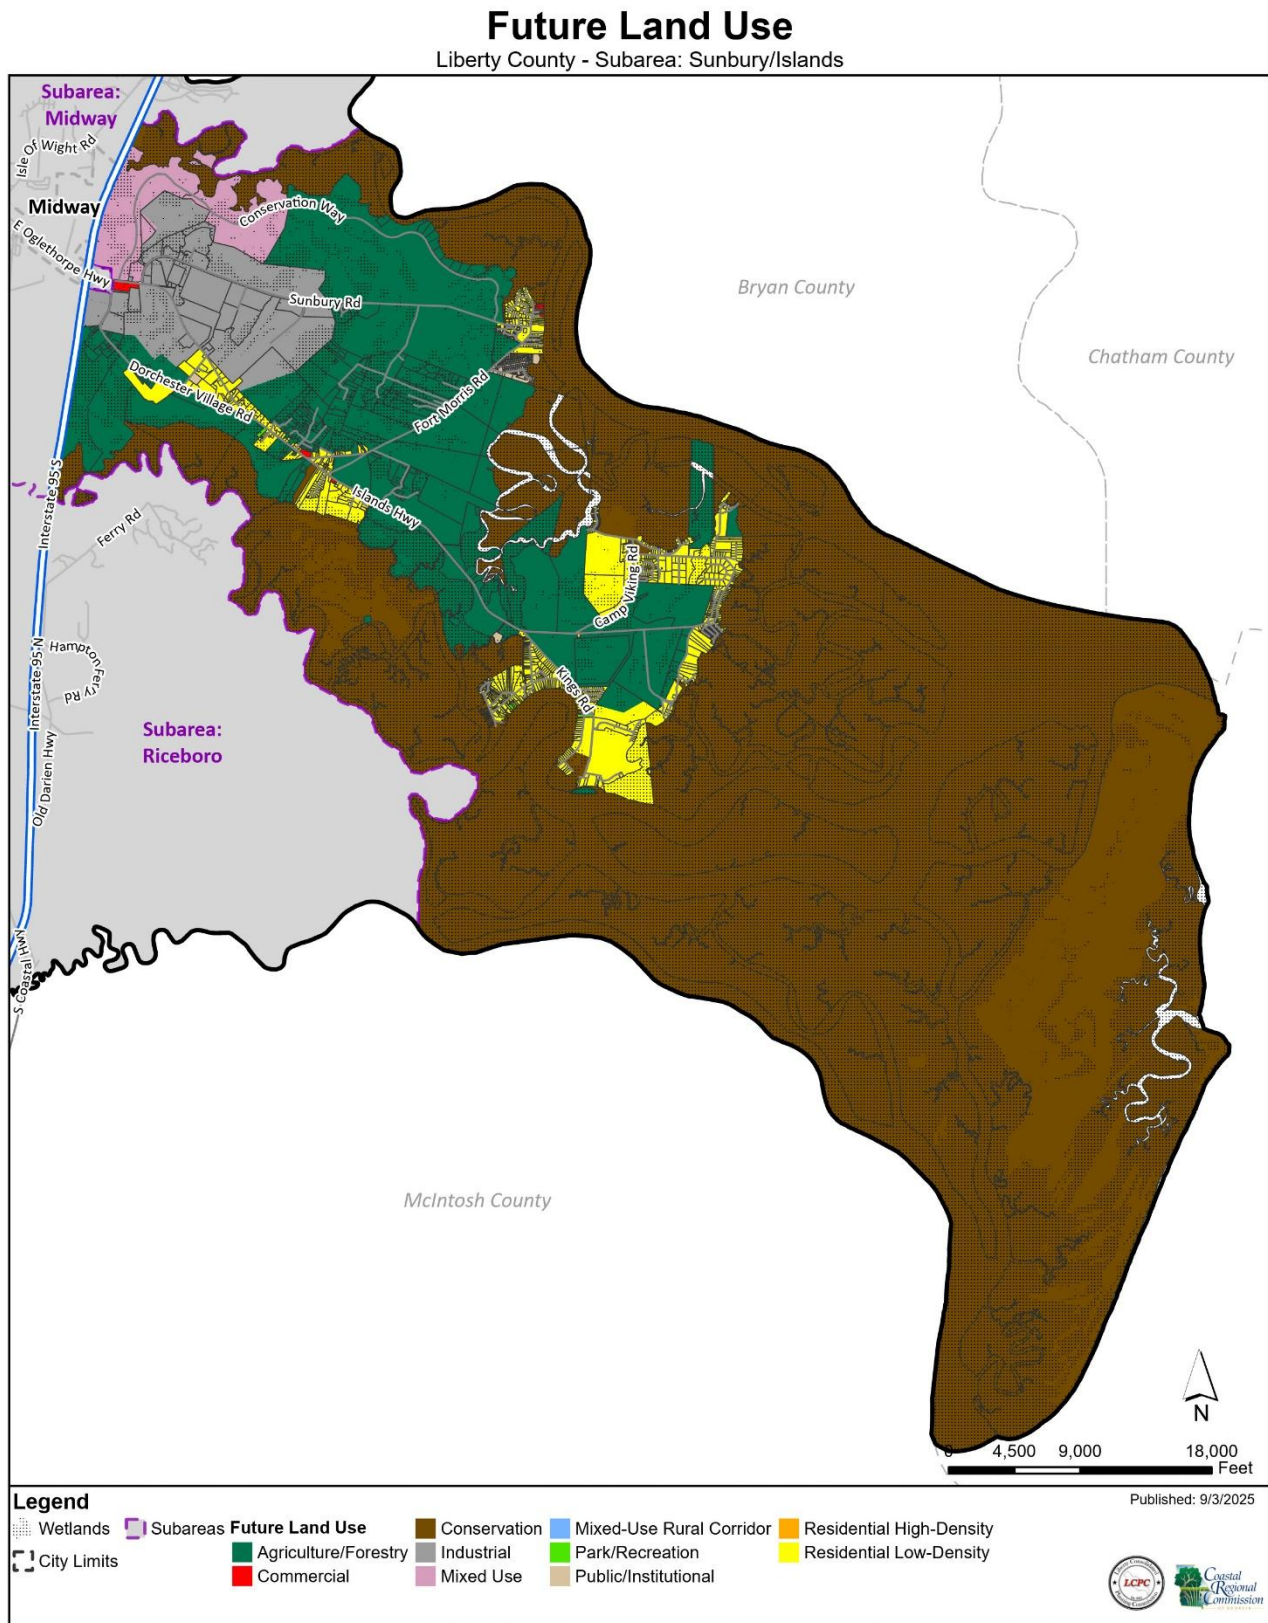 Future Land Use
Liberty County - Subarea: Sunbury/Islands
Subarea:
Midway
Isle Of Wight Rd
Midway
E Oglethorpe Hwy
Conservation Way
Sunbury Rd
Bryan County
Chatham County
Dorchester Village Rd
Fort Morris Rd
Islands Hwy
Interstate 95 S
Ferry Rd
Camp Viking Rd
Interstate 95 N
Hampton Ferry Rd
Kings Rd
Subarea:
Riceboro
Old Darien Hwy
S Coastal Hwy
McIntosh County
N
0 4,500 9,000 18,000
Feet
Legend
Published: 9/3/2025
Wetlands
Subareas
City Limits
Future Land Use
Agriculture/Forestry
Commercial
Conservation
Industrial
Mixed Use
Mixed-Use Rural Corridor
Park/Recreation
Public/Institutional
Residential High-Density
Residential Low-Density
LCPC
Coastal
Regional
Commission